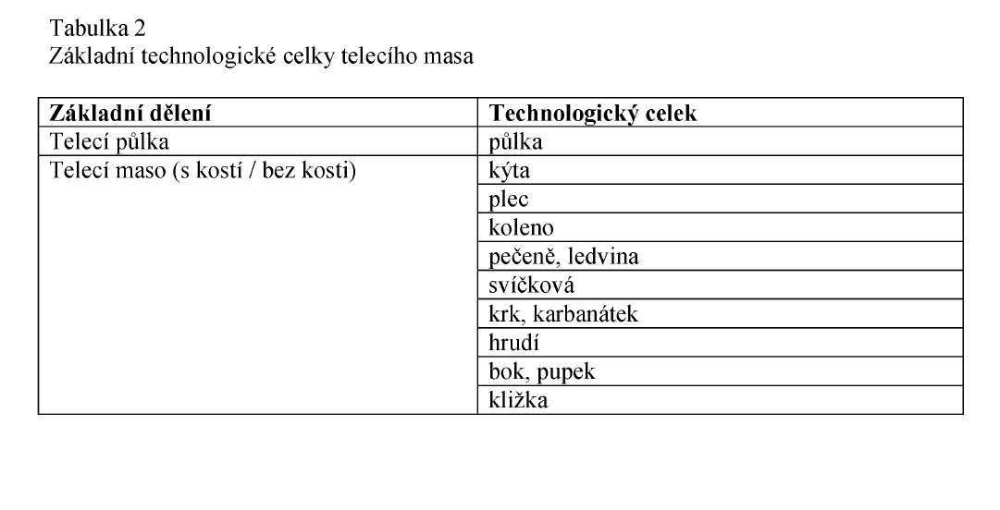 Tabulka 2
Základní technologické celky telecího masa
Základní dělení Technologický celek
Telecí půlka půlka
Telecí maso (s kostí / bez kosti) kýta
plec
koleno
pečeně, ledvina
svíčková
krk, karbanátek
hrudí
bok, pupek
kližka